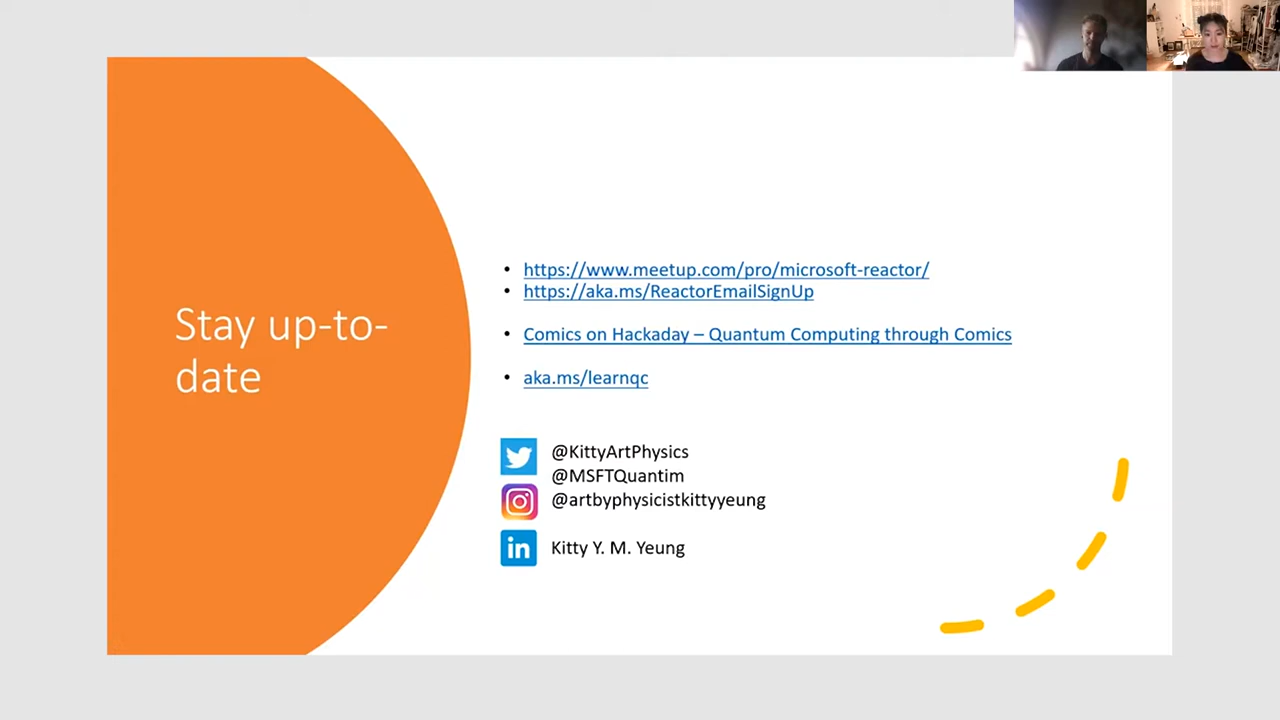 Stay up-to-
date
https://www.meetup.com/pro/microsoft-reactor/
https://aka.ms/ReactorEmailSignUp
Comics on Hackaday – Quantum Computing through Comics
aka.ms/learnqc
@KittyArtPhysics
@MSFTQuantim
@artbyphysicistkittyyeung
in
Kitty Y. M. Yeung